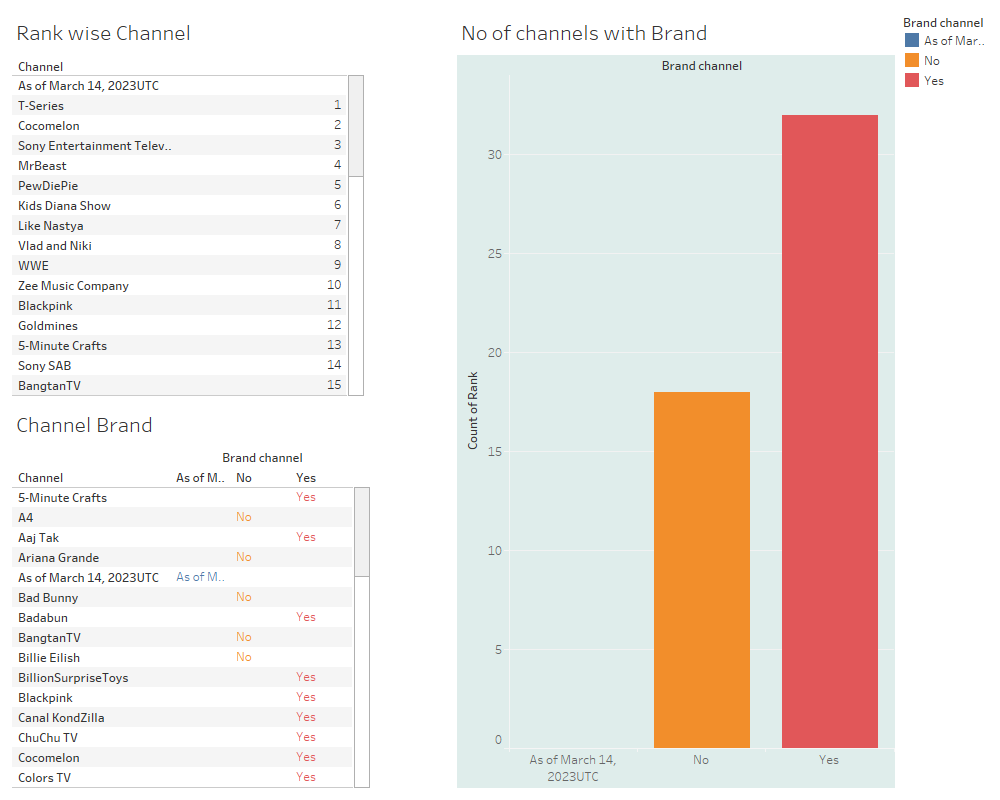 Rank wise Channel
Channel
As of March 14, 2023UTC
T-Series 1
Cocomelon 2
Sony Entertainment Telev.. 3
MrBeast 4
PewDiePie 5
Kids Diana Show 6
Like Nastya 7
Vlad and Niki 8
WWE 9
Zee Music Company 10
Blackpink 11
Goldmines 12
5-Minute Crafts 13
Sony SAB 14
BangtanTV 15
Channel Brand
Brand channel
Channel As of M.. No Yes
5-Minute Crafts Yes
A4 No
Aaj Tak Yes
Ariana Grande No
As of March 14, 2023UTC As of M..
Bad Bunny No
Badabun Yes
BangtanTV No
Billie Eilish No
BillionSurpriseToys Yes
Blackpink Yes
Canal KondZilla Yes
ChuChu TV Yes
Cocomelon Yes
Colors TV Yes
No of channels with Brand
Brand channel
Count of Rank
30
25
20
15
10
5
0
As of March 14,
2023UTC
No
Yes
Brand channel
As of Mar..
No
Yes